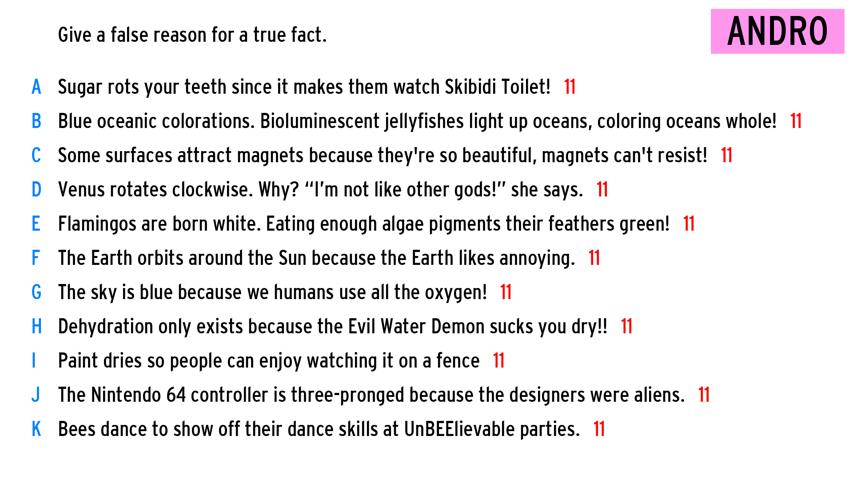 Give a false reason for a true fact.
ANDRO
A Sugar rots your teeth since it makes them watch Skibidi Toilet! 11
B Blue oceanic colorations. Bioluminescent jellyfishes light up oceans, coloring oceans whole! 11
C Some surfaces attract magnets because they're so beautiful, magnets can't resist! 11
D Venus rotates clockwise. Why? “I’m not like other gods!” she says. 11
E Flamingos are born white. Eating enough algae pigments their feathers green! 11
F The Earth orbits around the Sun because the Earth likes annoying. 11
G The sky is blue because we humans use all the oxygen! 11
H Dehydration only exists because the Evil Water Demon sucks you dry!! 11
I Paint dries so people can enjoy watching it on a fence 11
J The Nintendo 64 controller is three-pronged because the designers were aliens. 11
K Bees dance to show off their dance skills at UnBEElievable parties. 11